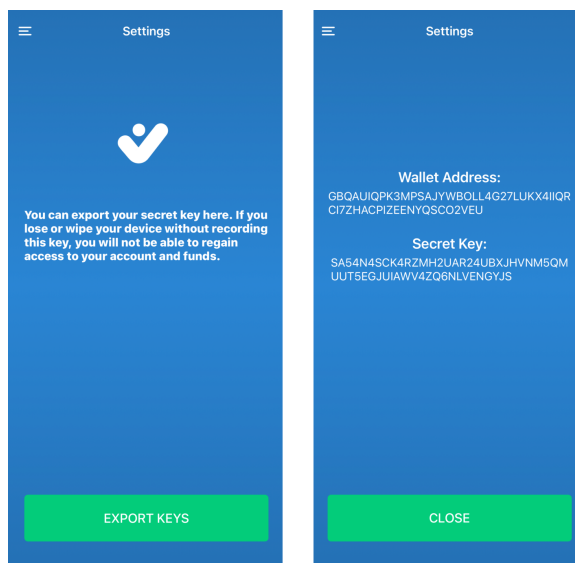 Settings
You can export your secret key here. If you
lose or wipe your device without recording
this key, you will not be able to regain
access to your account and funds.
EXPORT KEYS
Settings
Wallet Address:
GBQAUIQPK3MPSAJYWBOLL4G27LUKX4IIQR
CI7ZHACPIZEENYQSCO2VEU
Secret Key:
SA54N4SCK4RZMH2UAR24UBXJHVNM5QM
UUT5EGJUIAWV4ZQ6NLVENGYJS
CLOSE